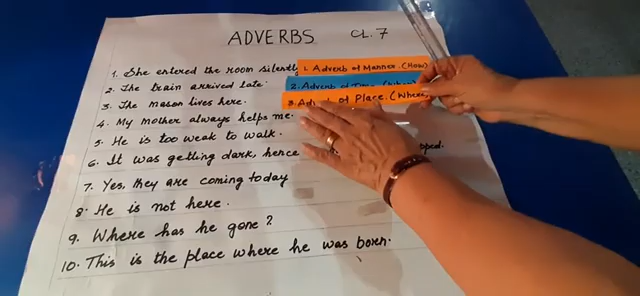 ADVERBS CL.7
1. She entered the room silently 1. Adverb of Manner. (How)
2. The train arrived late. 2. Adverb of
3. The mason lives here. 3. of Place. (Where
4. My mother always helps me.
5. He is too weak to walk.
6. It was getting dark, hence
7. Yes, they are coming today
8. He is not here.
9. Where has he gone?
10. This is the place where he was born.